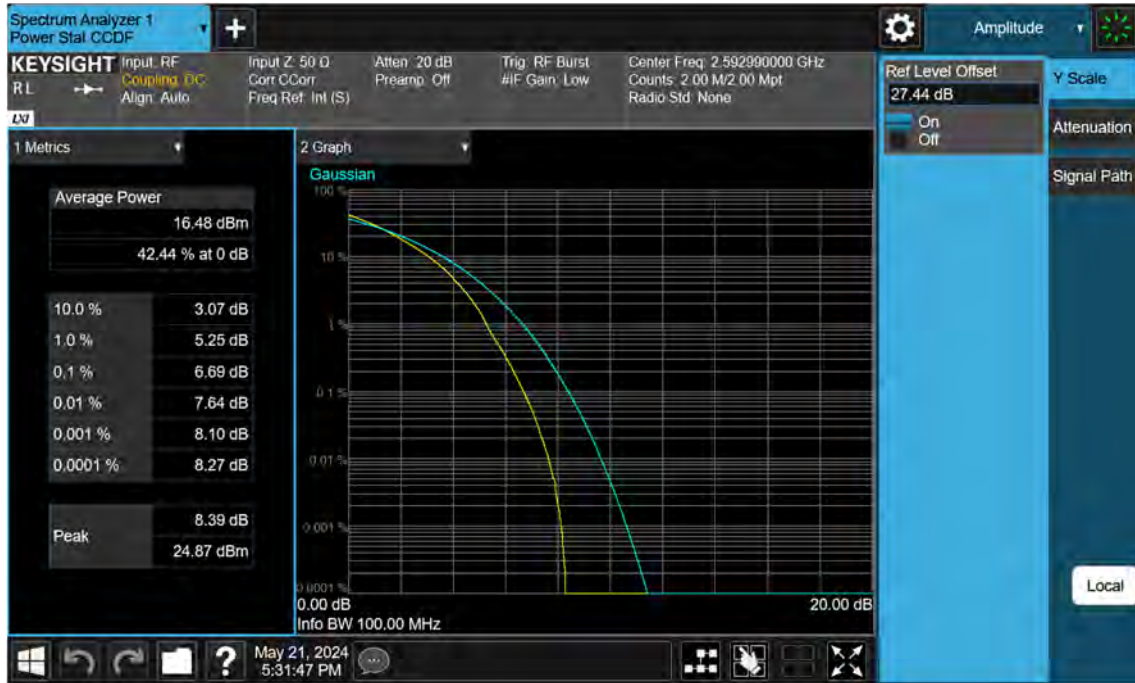 Spectrum Analyzer 1
Power Stat CCDF
+
Amplitude
KEYSIGHT
RL
LXI
Input: RF
Coupling: DC
Align: Auto
Input Z: 50 Ω
Corr CCorr
Freq Ref: Int (S)
Atten: 20 dB
Preamp: Off
Trig: RF Burst
#IF Gain: Low
Center Freq: 2.592990000 GHz
Counts: 2.00 M/2.00 Mpt
Radio Std: None
Ref Level Offset
27.44 dB
On
Off
Y Scale
Attenuation
Signal Path
Local
1 Metrics
Average Power
16.48 dBm
42.44 % at 0 dB
10.0 % 3.07 dB
1.0 % 5.25 dB
0.1 % 6.69 dB
0.01 % 7.64 dB
0.001 % 8.10 dB
0.0001 % 8.27 dB
Peak
8.39 dB
24.87 dBm
2 Graph
Gaussian
100 %
10 %
1 %
0.1 %
0.01 %
0.001 %
0.0001 %
0.00 dB
20.00 dB
Info BW 100.00 MHz
?
May 21, 2024
5:31:47 PM